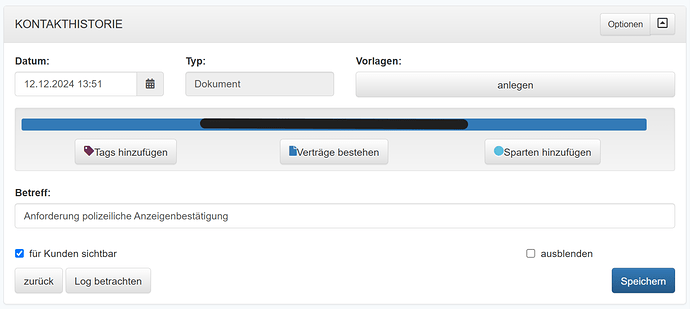 KONTAKTHISTORIE
Optionen
Datum:
Typ:
Vorlagen:
12.12.2024 13:51
Dokument
anlegen
Tags hinzufügen
Verträge bestehen
Sparten hinzufügen
Betreff:
Anforderung polizeiliche Anzeigenbestätigung
für Kunden sichtbar
ausblenden
zurück
Log betrachten
Speichern